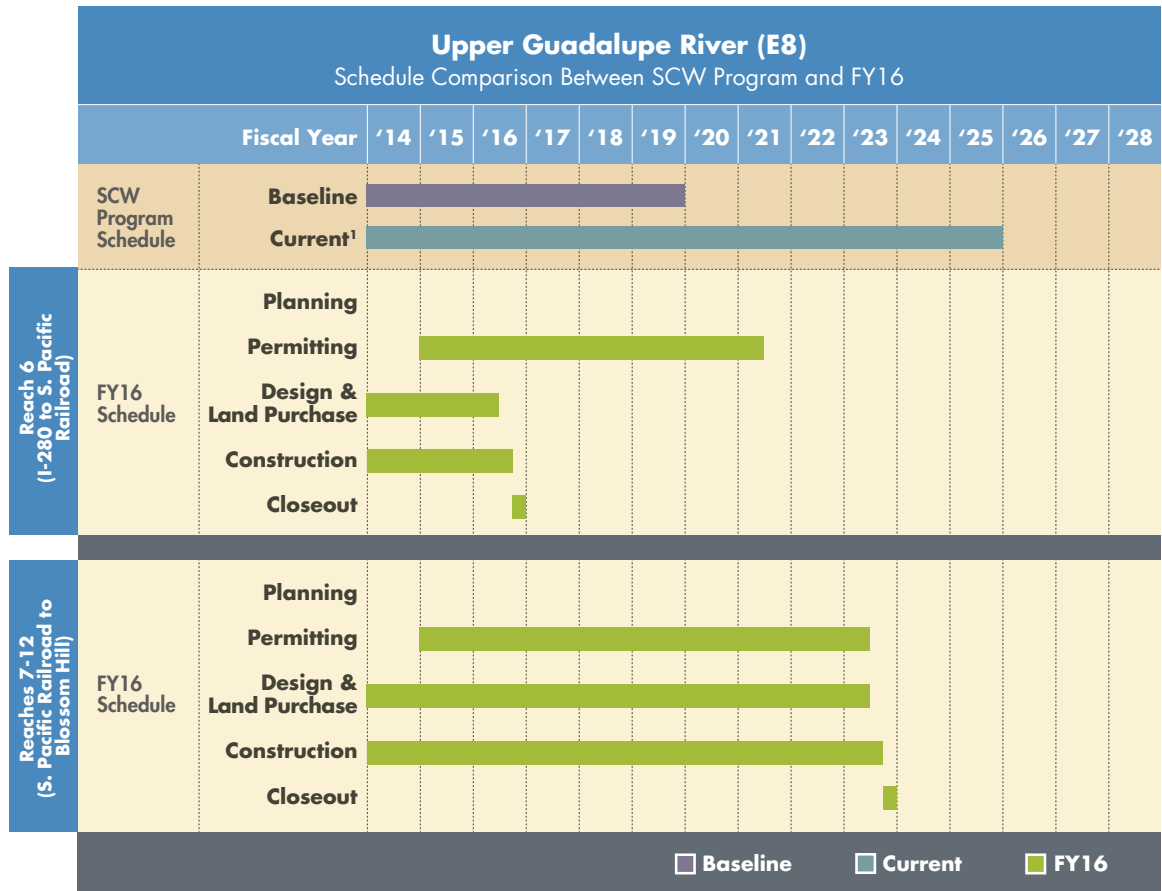 Upper Guadalupe River (E8)
Schedule Comparison Between SCW Program and FY16
Fiscal Year ‘14 ‘15 ‘16 ‘17 ‘18 ‘19 ‘20 ‘21 ‘22 ‘23 ‘24 ‘25 ‘26 ‘27 ‘28
SCW
Program
Schedule
Baseline
Current¹
Reach 6
(I-280 to S. Pacific
Railroad)
FY16
Schedule
Planning
Permitting
Design &
Land Purchase
Construction
Closeout
Reaches 7-12
(S. Pacific Railroad to
Blossom Hill)
FY16
Schedule
Planning
Permitting
Design &
Land Purchase
Construction
Closeout
Baseline Current FY16